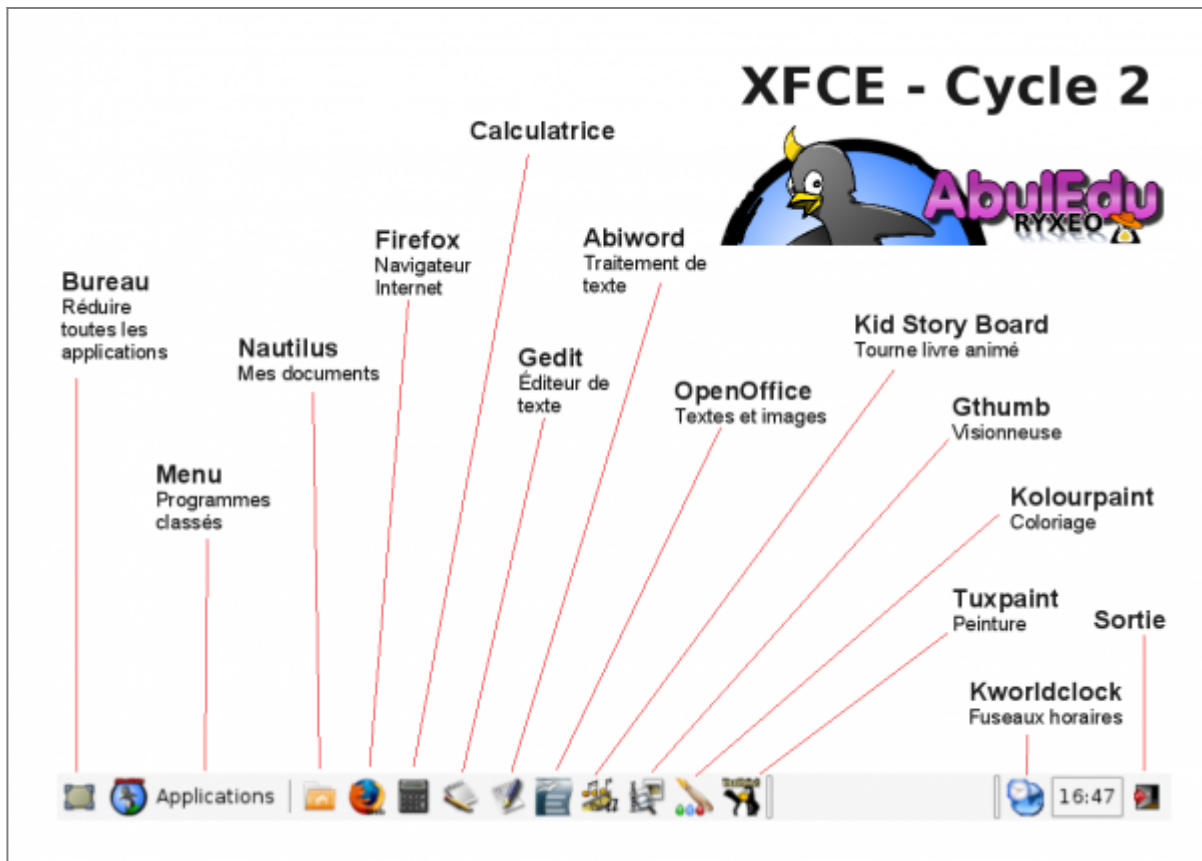 XFCE - Cycle 2
AbulEdu
RYXEO
Calculatrice
Firefox
Navigateur
Internet
Abiword
Traitement de
texte
Bureau
Réduire
toutes les
applications
Nautilus
Mes documents
Gedit
Éditeur de
texte
OpenOffice
Textes et images
Kid Story Board
Tourne livre animé
Gthumb
Visionneuse
Menu
Programmes
classés
Kolourpaint
Coloriage
Tuxpaint
Peinture
Sortie
Kworldclock
Fuseaux horaires
Applications
16:47